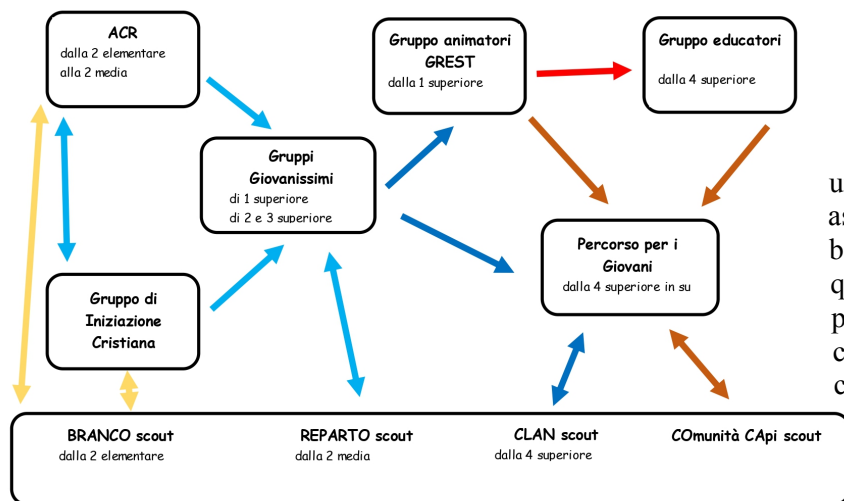 ACR
dalla 2 elementare
alla 2 media
Gruppo animatori
GREST
dalla 1 superiore
Gruppo educatori
dalla 4 superiore
Gruppi
Giovanissimi
di 1 superiore
di 2 e 3 superiore
Percorso per i
Giovani
dalla 4 superiore in su
Gruppo di
Iniziazione
Cristiana
BRANCO scout
dalla 2 elementare
REPARTO scout
dalla 2 media
CLAN scout
dalla 4 superiore
COmunità CApi scout